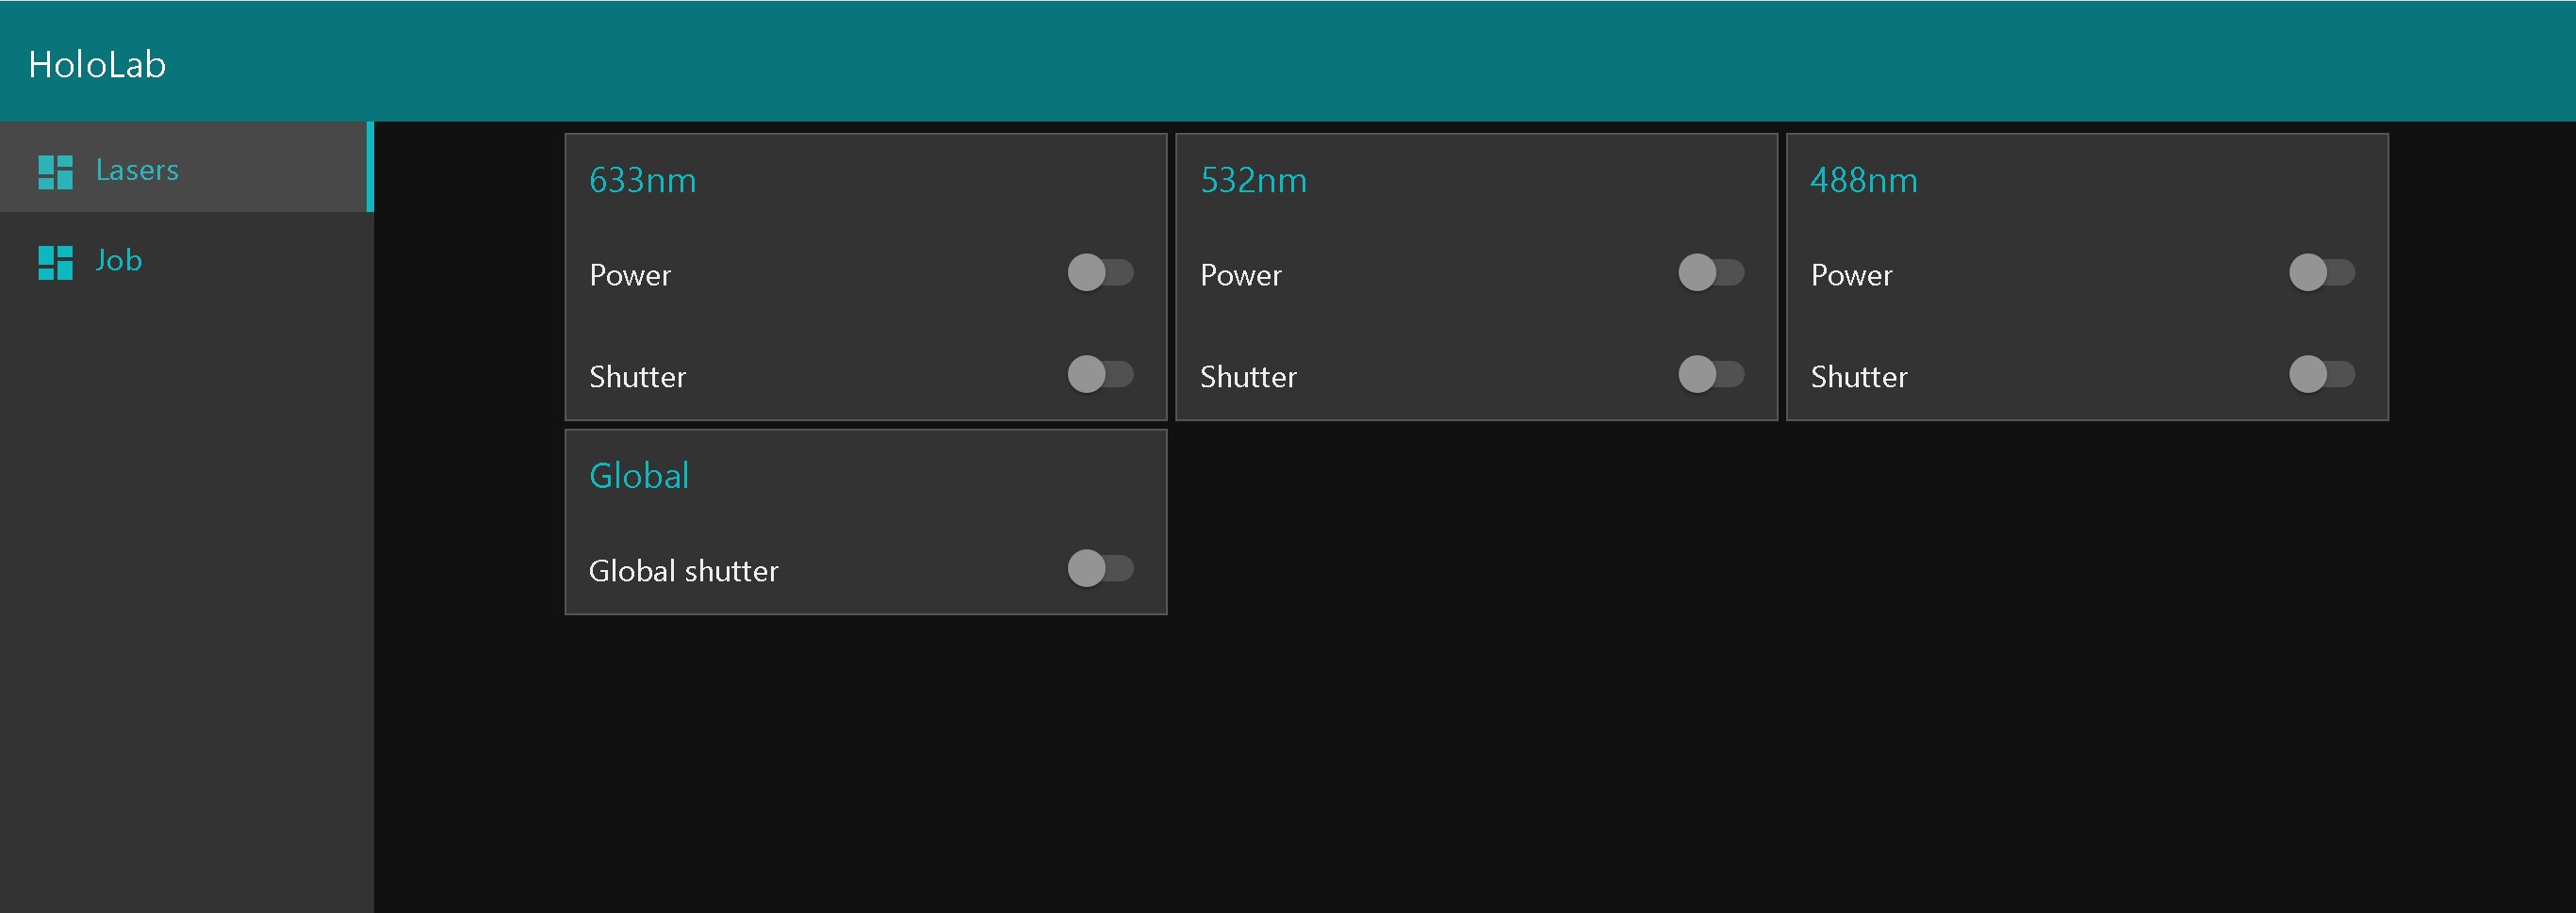 HoloLab
Lasers
Job
633nm
Power
Shutter
532nm
Power
Shutter
488nm
Power
Shutter
Global
Global shutter